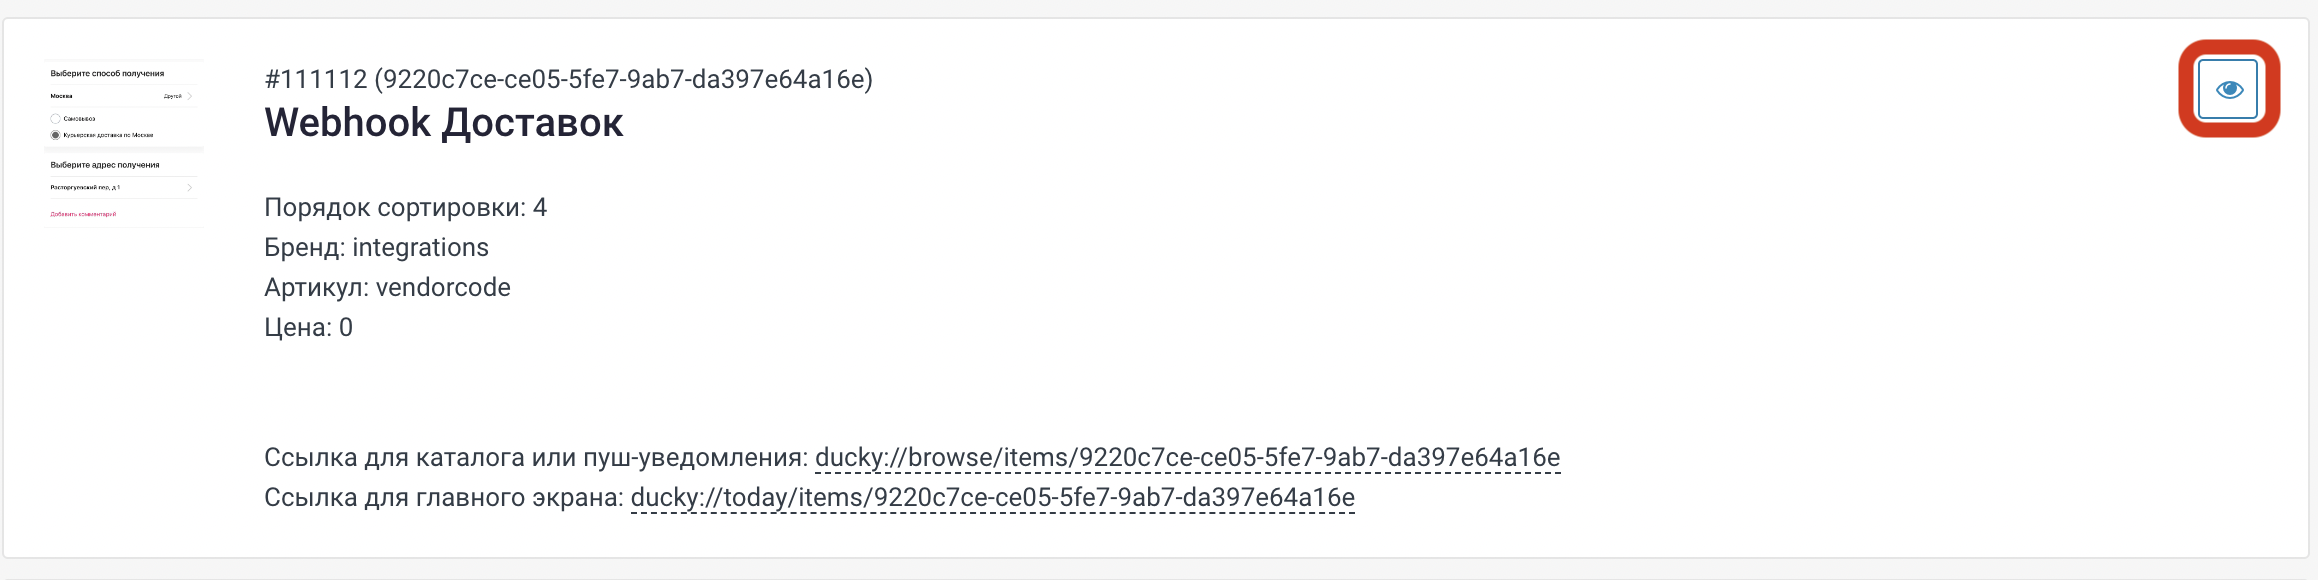 Выберите способ получения
Москва Другой
Самовывоз
Курьерская доставка по Москве
Выберите адрес получения
Расторгуевский пер, д 1
Добавить комментарий
#111112 (9220c7ce-ce05-5fe7-9ab7-da397e64a16e)
Webhook Доставок
Порядок сортировки: 4
Бренд: integrations
Артикул: vendorcode
Цена: 0
Ссылка для каталога или пуш-уведомления: ducky://browse/items/9220c7ce-ce05-5fe7-9ab7-da397e64a16e
Ссылка для главного экрана: ducky://today/items/9220c7ce-ce05-5fe7-9ab7-da397e64a16e